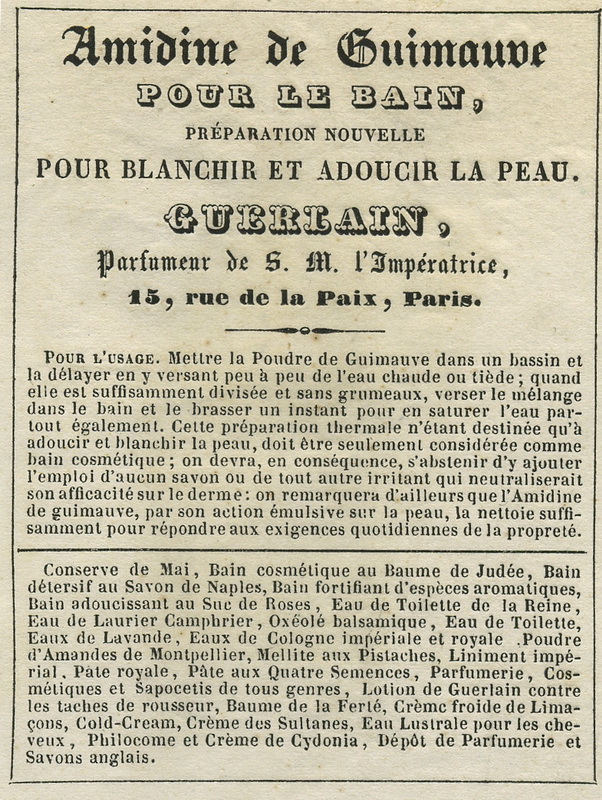 Amidine de Guimauve
POUR LE BAIN,
PRÉPARATION NOUVELLE
POUR BLANCHIR ET ADOUCIR LA PEAU.
GUERLAIN,
Parfumeur de S. M. l'Impératrice,
15, rue de la Paix, Paris.
POUR L'USAGE. Mettre la Poudre de Guimauve dans un bassin et
la délayer en y versant peu à peu de l'eau chaude ou tiède ; quand
elle est suffisamment divisée et sans grumeaux, verser le mélange
dans le bain et le brasser un instant pour en saturer l'eau par-
tout également. Cette préparation thermale n'étant destinée qu'à
adoucir et blanchir la peau, doit être seulement considérée comme
bain cosmétique ; on devra, en conséquence, s'abstenir d'y ajouter
l'emploi d'aucun savon ou de tout autre irritant qui neutraliserait
son afficacité sur le derme : on remarquera d'ailleurs que l'Amidine
de guimauve, par son action émulsive sur la peau, la nettoie suffi-
samment pour répondre aux exigences quotidiennes de la propreté.
Conserve de Mai, Bain cosmétique au Baume de Judée, Bain
détersif au Savon de Naples, Bain fortifiant d'espèces aromatiques,
Bain adoucissant au Suc de Roses, Eau de Toilette de la Reine,
Eau de Laurier Camphrier, Oxéolé balsamique, Eau de Toilette,
Eaux de Lavande, Eaux de Cologne impériale et royale, Poudre
d'Amandes de Montpellier, Mellite aux Pistaches, Liniment impé-
rial, Pâte royale, Pâte aux Quatre Semences, Parfumerie, Cos-
métiques et Sapocetis de tous genres, Lotion de Guerlain contre
les taches de rousseur, Baume de la Ferté, Crème froide de Lima-
çons, Cold-Cream, Crème des Sultanes, Eau Lustrale pour les che-
veux, Philocome et Crème de Cydonia, Dépôt de Parfumerie et
Savons anglais.